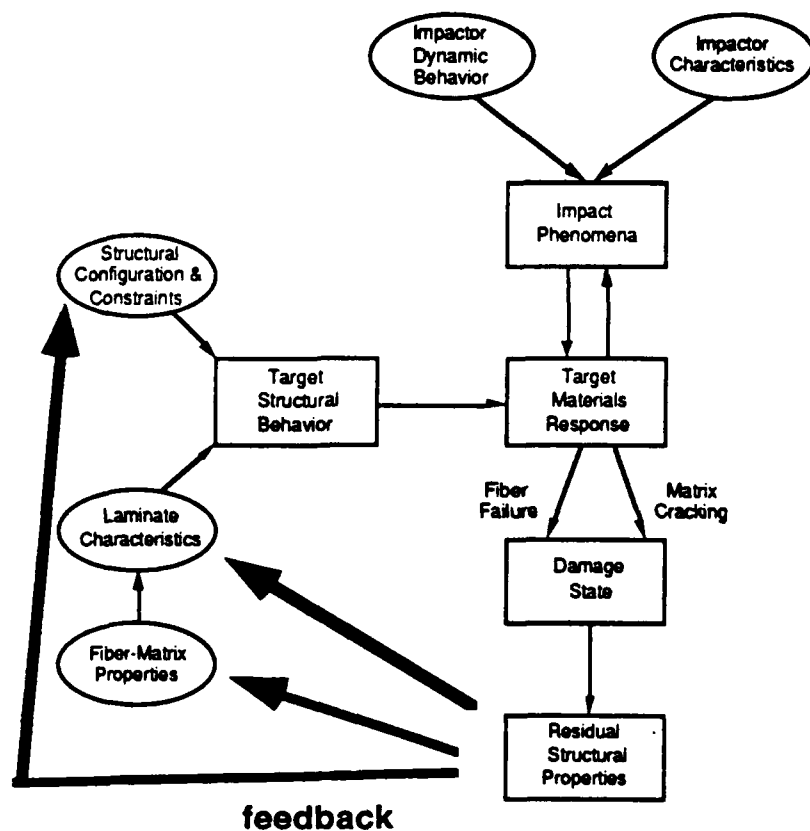 Impactor
Dynamic
Behavior
Impactor
Characteristics
Impact
Phenomena
Structural
Configuration &
Constraints
Target
Structural
Behavior
Target
Materials
Response
Fiber
Failure
Matrix
Cracking
Laminate
Characteristics
Damage
State
Fiber-Matrix
Properties
Residual
Structural
Properties
feedback